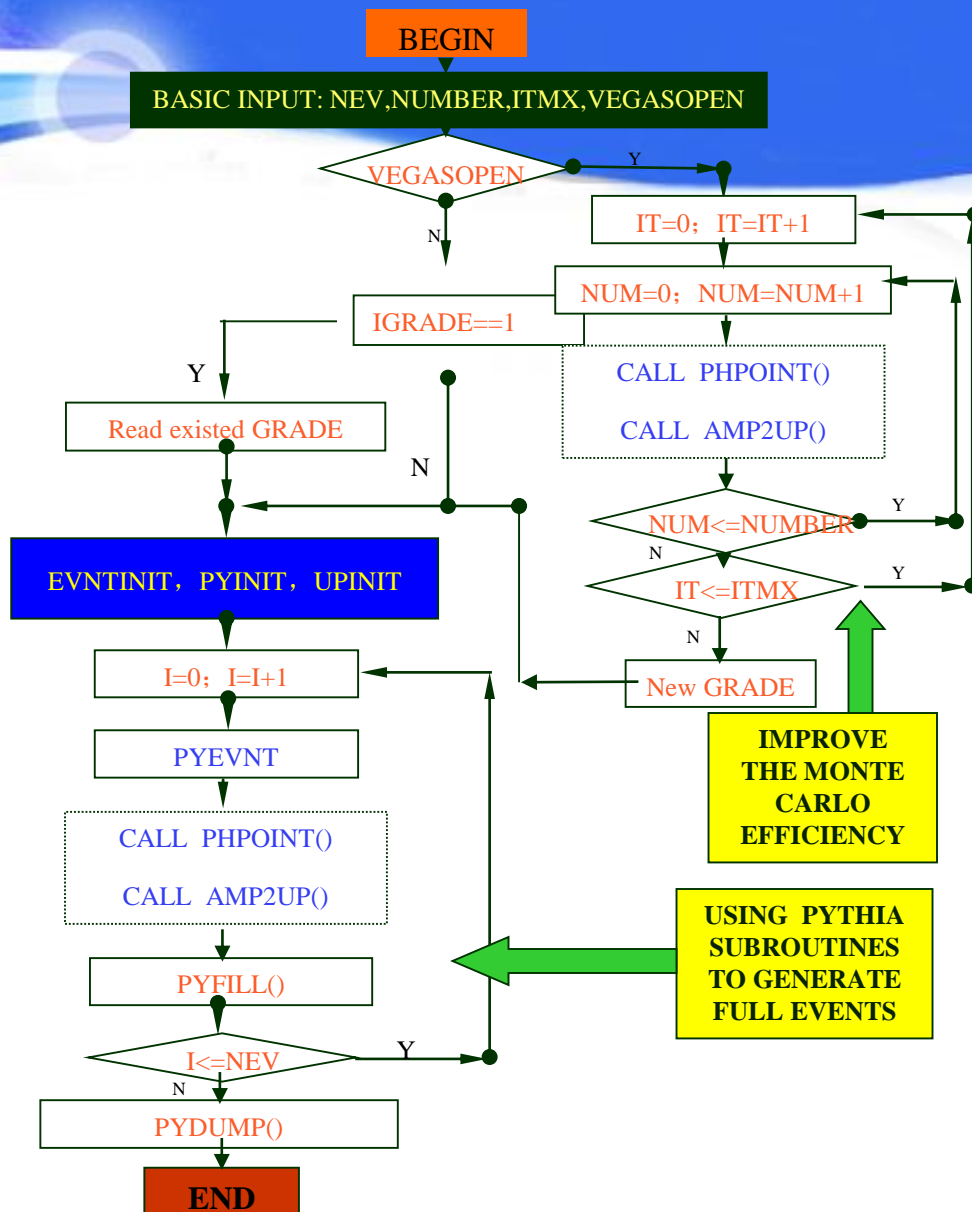 BEGIN
BASIC INPUT: NEV,NUMBER,ITMX,VEGASOPEN
VEGASOPEN
Y
N
IT=0；IT=IT+1
NUM=0；NUM=NUM+1
IGRADE==1
CALL PHPOINT()
CALL AMP2UP()
Y
Read existed GRADE
N
NUM<=NUMBER
Y
N
IT<=ITMX
Y
N
New GRADE
EVNTINIT，PYINIT，UPINIT
I=0；I=I+1
PYEVNT
CALL PHPOINT()
CALL AMP2UP()
PYFILL()
I<=NEV
Y
N
PYDUMP()
END
IMPROVE
THE MONTE
CARLO
EFFICIENCY
USING PYTHIA
SUBROUTINES
TO GENERATE
FULL EVENTS